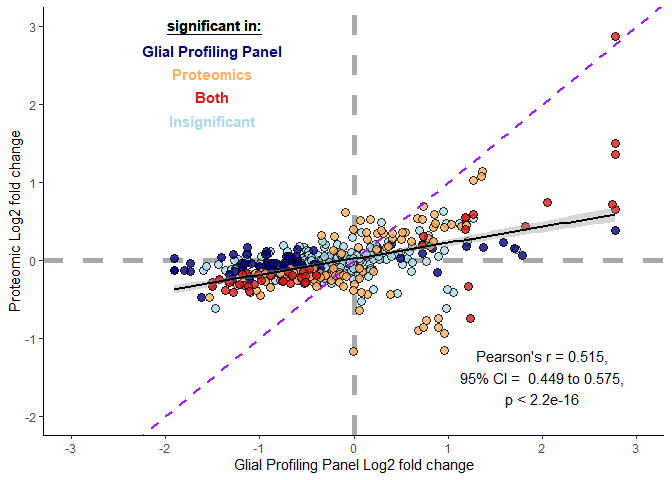 significant in:
Glial Profiling Panel
Proteomics
Both
Insignificant
3
2
1
0
-1
-2
Proteomic Log2 fold change
Pearson's r = 0.515,
95% CI =  0.449 to 0.575,
p < 2.2e-16
-3 -2 -1 0 1 2 3
Glial Profiling Panel Log2 fold change